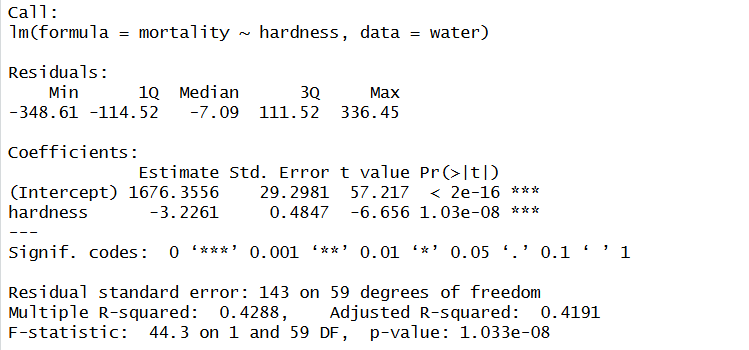 Call:
lm(formula = mortality ~ hardness, data = water)
Residuals:
    Min      1Q  Median      3Q     Max
-348.61 -114.52   -7.09  111.52  336.45
Coefficients:
             Estimate Std. Error t value Pr(>|t|)
(Intercept) 1676.3556    29.2981  57.217  < 2e-16 ***
hardness      -3.2261     0.4847  -6.656 1.03e-08 ***
---
Signif. codes:  0 ‘***’ 0.001 ‘**’ 0.01 ‘*’ 0.05 ‘.’ 0.1 ‘ ’ 1
Residual standard error: 143 on 59 degrees of freedom
Multiple R-squared:  0.4288,    Adjusted R-squared:  0.4191
F-statistic:  44.3 on 1 and 59 DF,  p-value: 1.033e-08